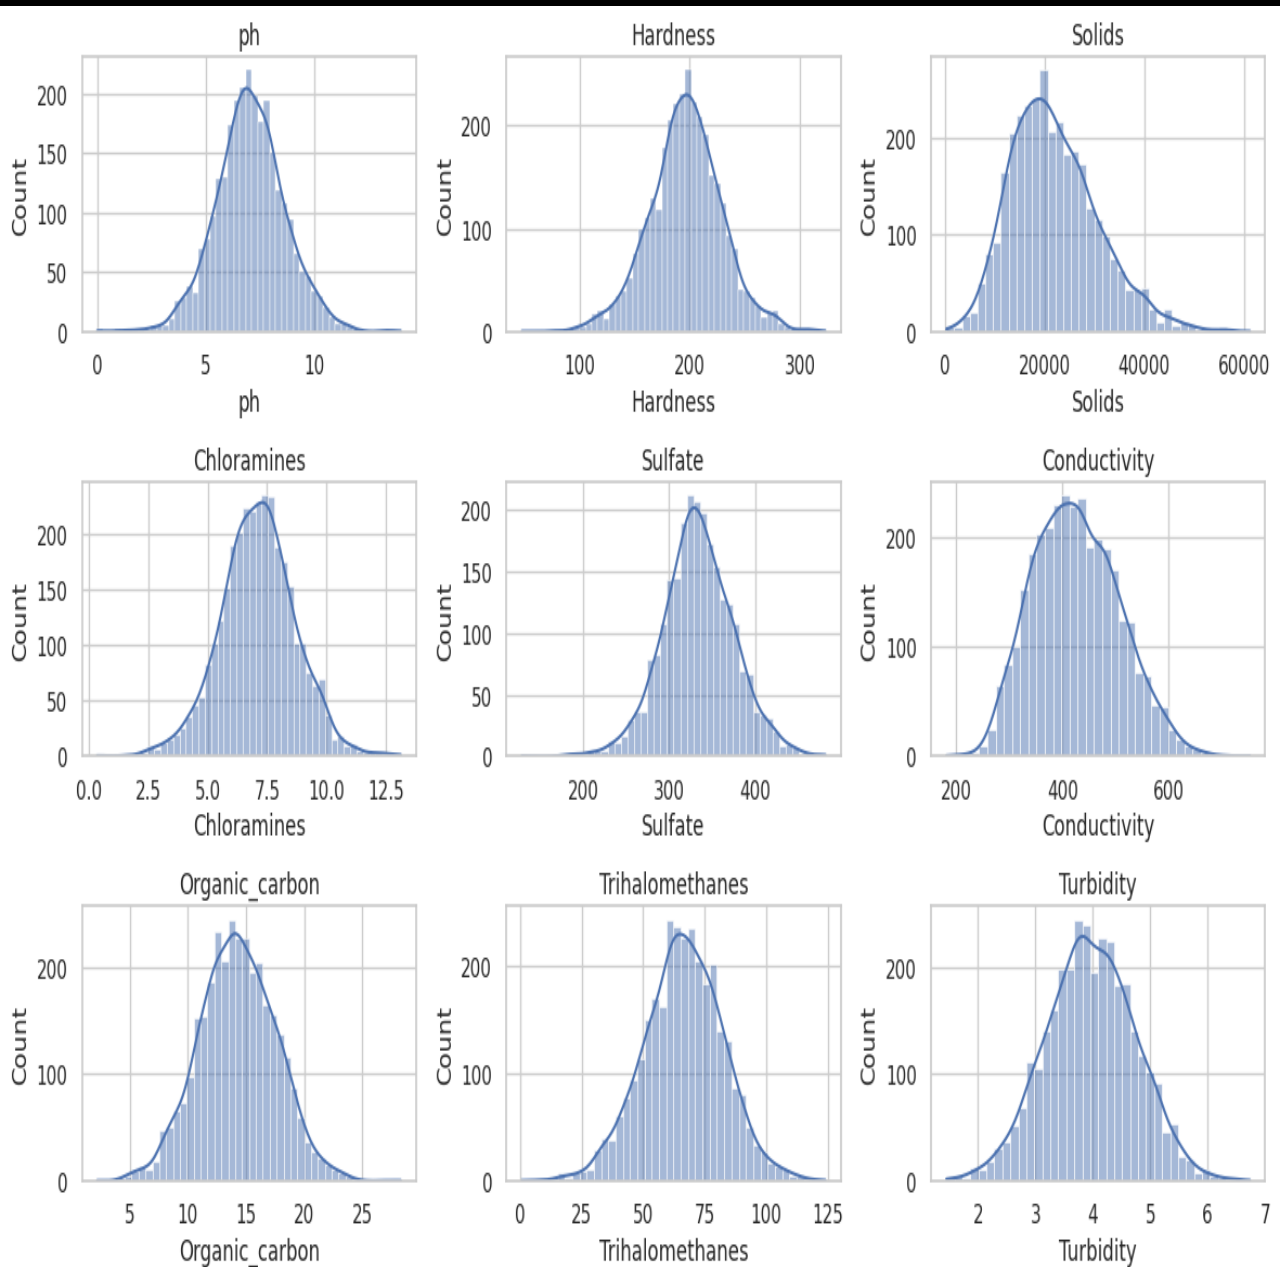 ph
Hardness
Solids
Count
200
150
100
50
0
0
5
10
ph
Count
200
100
0
100
200
300
Hardness
Count
200
100
0
0
20000
40000
60000
Solids
Chloramines
Sulfate
Conductivity
Count
200
150
100
50
0
0.0
2.5
5.0
7.5
10.0
12.5
Chloramines
Count
200
150
100
50
0
200
300
400
Sulfate
Count
200
100
0
200
400
600
Conductivity
Organic_carbon
Trihalomethanes
Turbidity
Count
200
100
0
5
10
15
20
25
Organic_carbon
Count
200
100
0
0
25
50
75
100
125
Trihalomethanes
Count
200
100
0
2
3
4
5
6
7
Turbidity